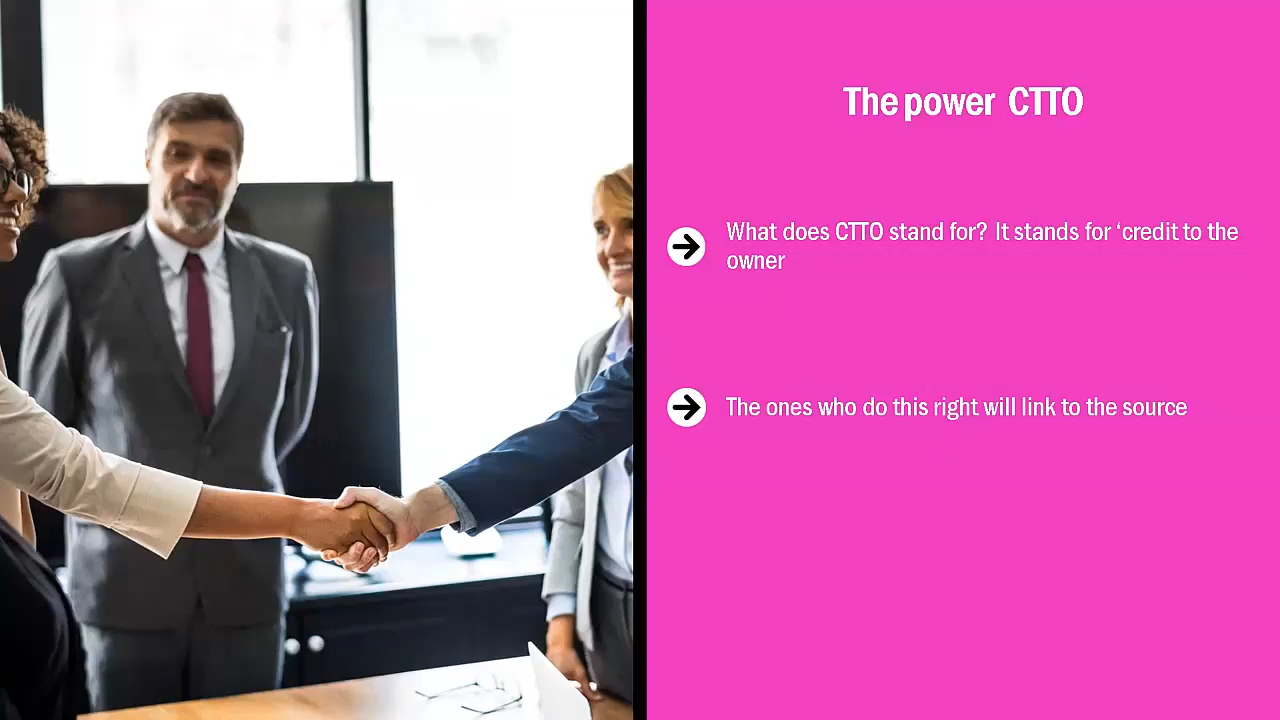 The power CTTO
What does CTTO stand for? It stands for ‘credit to the
owner
The ones who do this right will link to the source